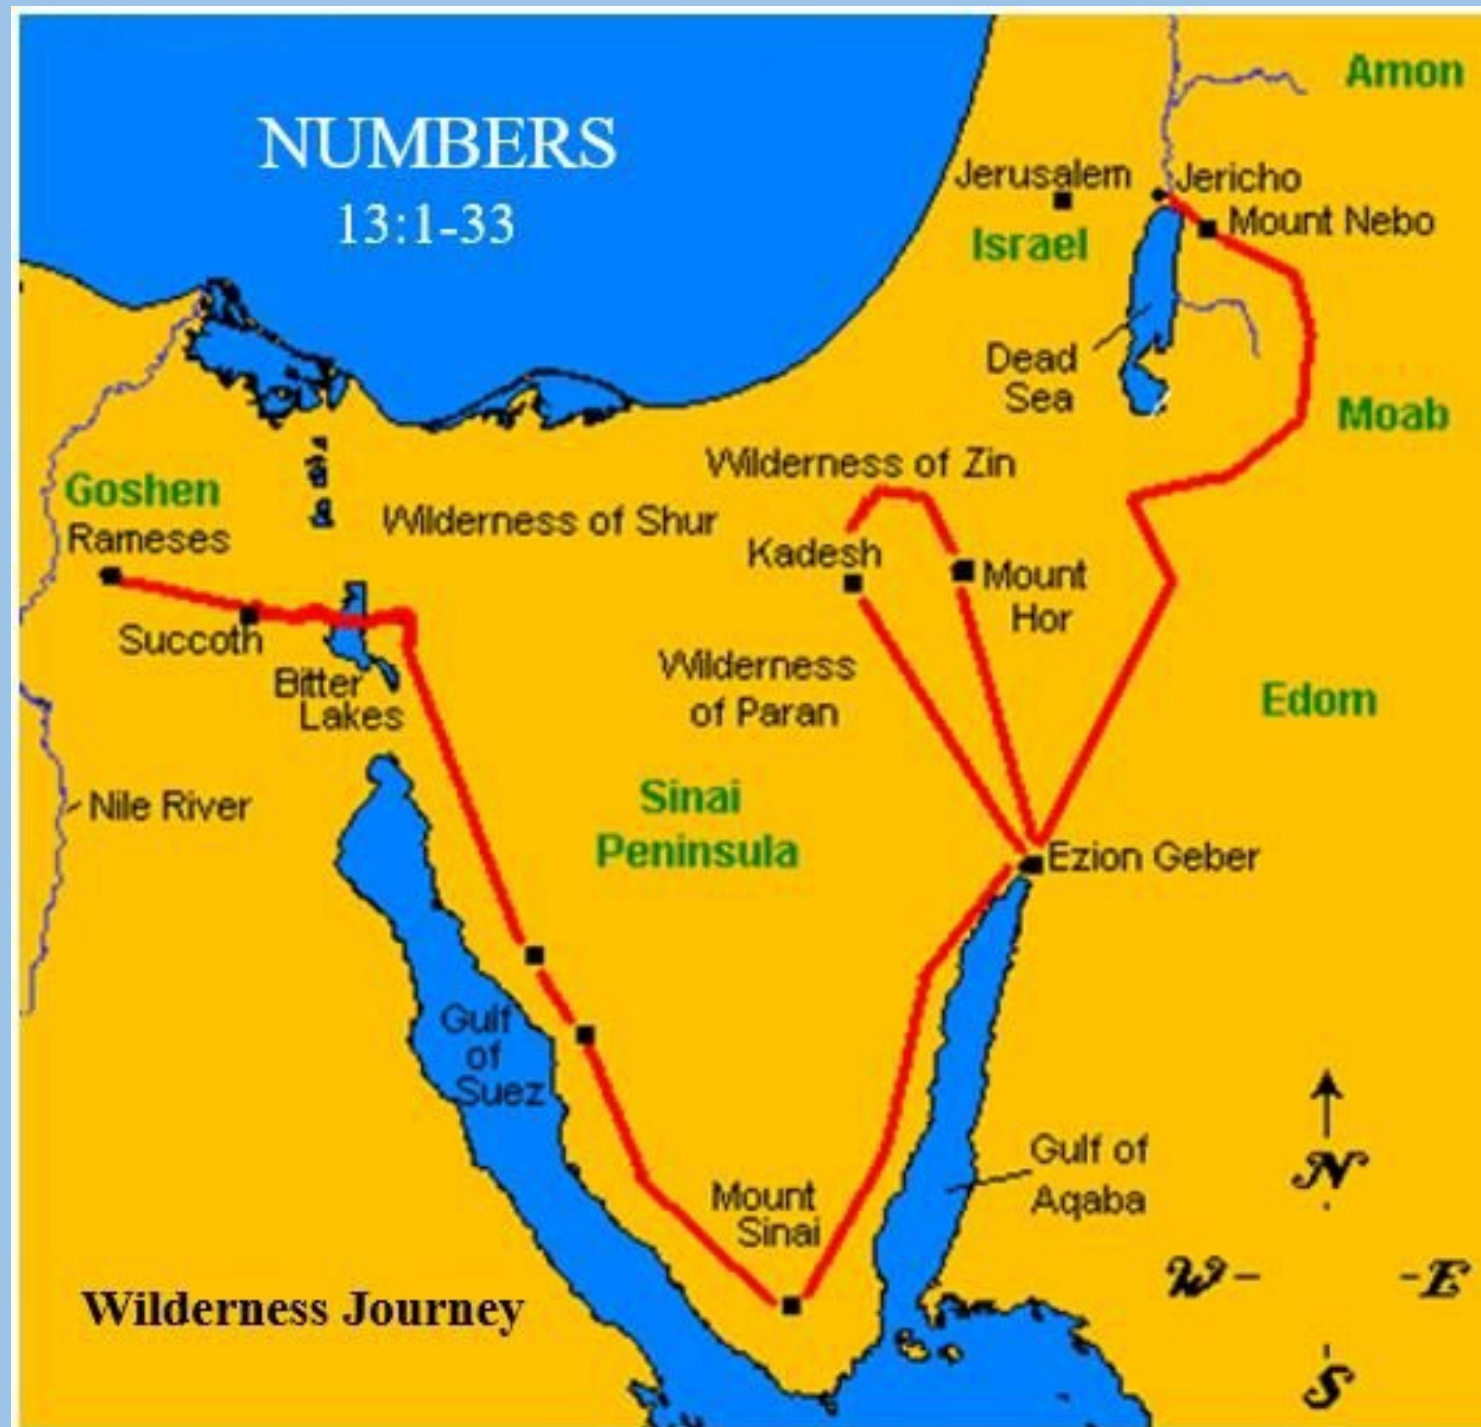 NUMBERS
13:1-33
Amon
Jerusalem
Jericho
Mount Nebo
Israel
Dead
Sea
Moab
Wilderness of Zin
Goshen
Rameses
Wilderness of Shur
Kadesh
Mount
Hor
Succoth
Bitter
Lakes
Wilderness
of Paran
Edom
Nile River
Sinai
Peninsula
Ezion Geber
Gulf
of
Suez
Gulf of
Aqaba
Mount
Sinai
N
W - - E
S
Wilderness Journey